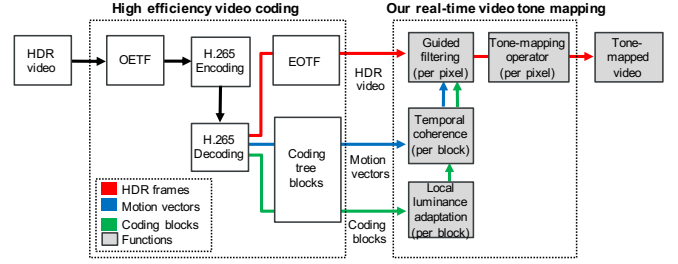 High efficiency video coding
Our real-time video tone mapping
HDR
video
OETF
H.265
Encoding
EOTF
HDR
video
Guided
filtering
(per pixel)
Tone-mapping
operator
(per pixel)
Tone-
mapped
video
H.265
Decoding
Coding
tree
blocks
Motion
vectors
Temporal
coherence
(per block)
Coding
blocks
Local
luminance
adaptation
(per block)
HDR frames
Motion vectors
Coding blocks
Functions